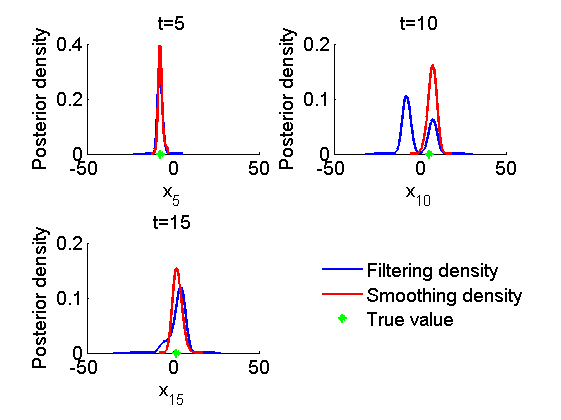 t=5
Posterior density
0.4
0.2
0
-50
0
50
x5
t=10
Posterior density
0.2
0.1
0
-50
0
50
x10
t=15
Posterior density
0.2
0.1
0
-50
0
50
x15
Filtering density
Smoothing density
True value